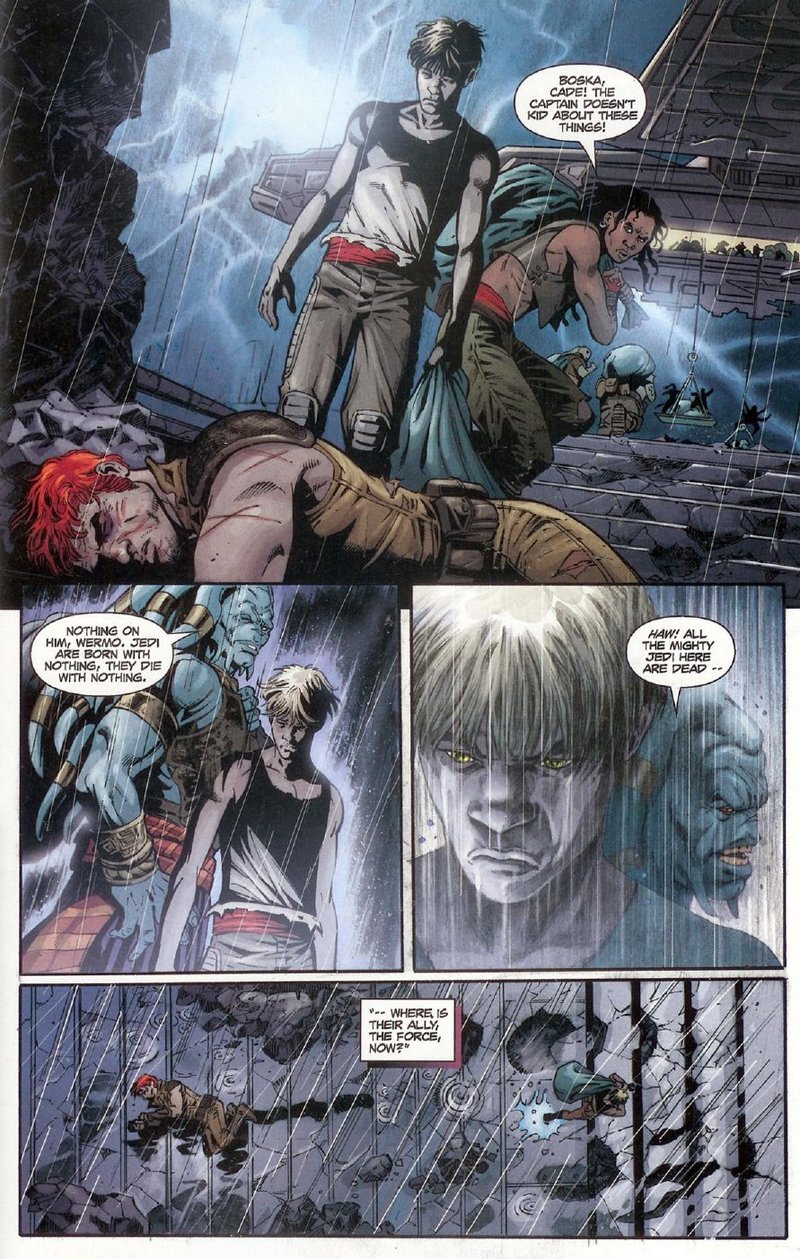 BOSKA,
CADE! THE
CAPTAIN DOESN'T
KID ABOUT THESE
THINGS!
NOTHING ON
HIM, WERMO. JEDI
ARE BORN WITH
NOTHING, THEY DIE
WITH NOTHING.
HAW! ALL
THE MIGHTY
JEDI HERE
ARE DEAD --
"-- WHERE IS
THEIR ALLY,
THE FORCE,
NOW?"